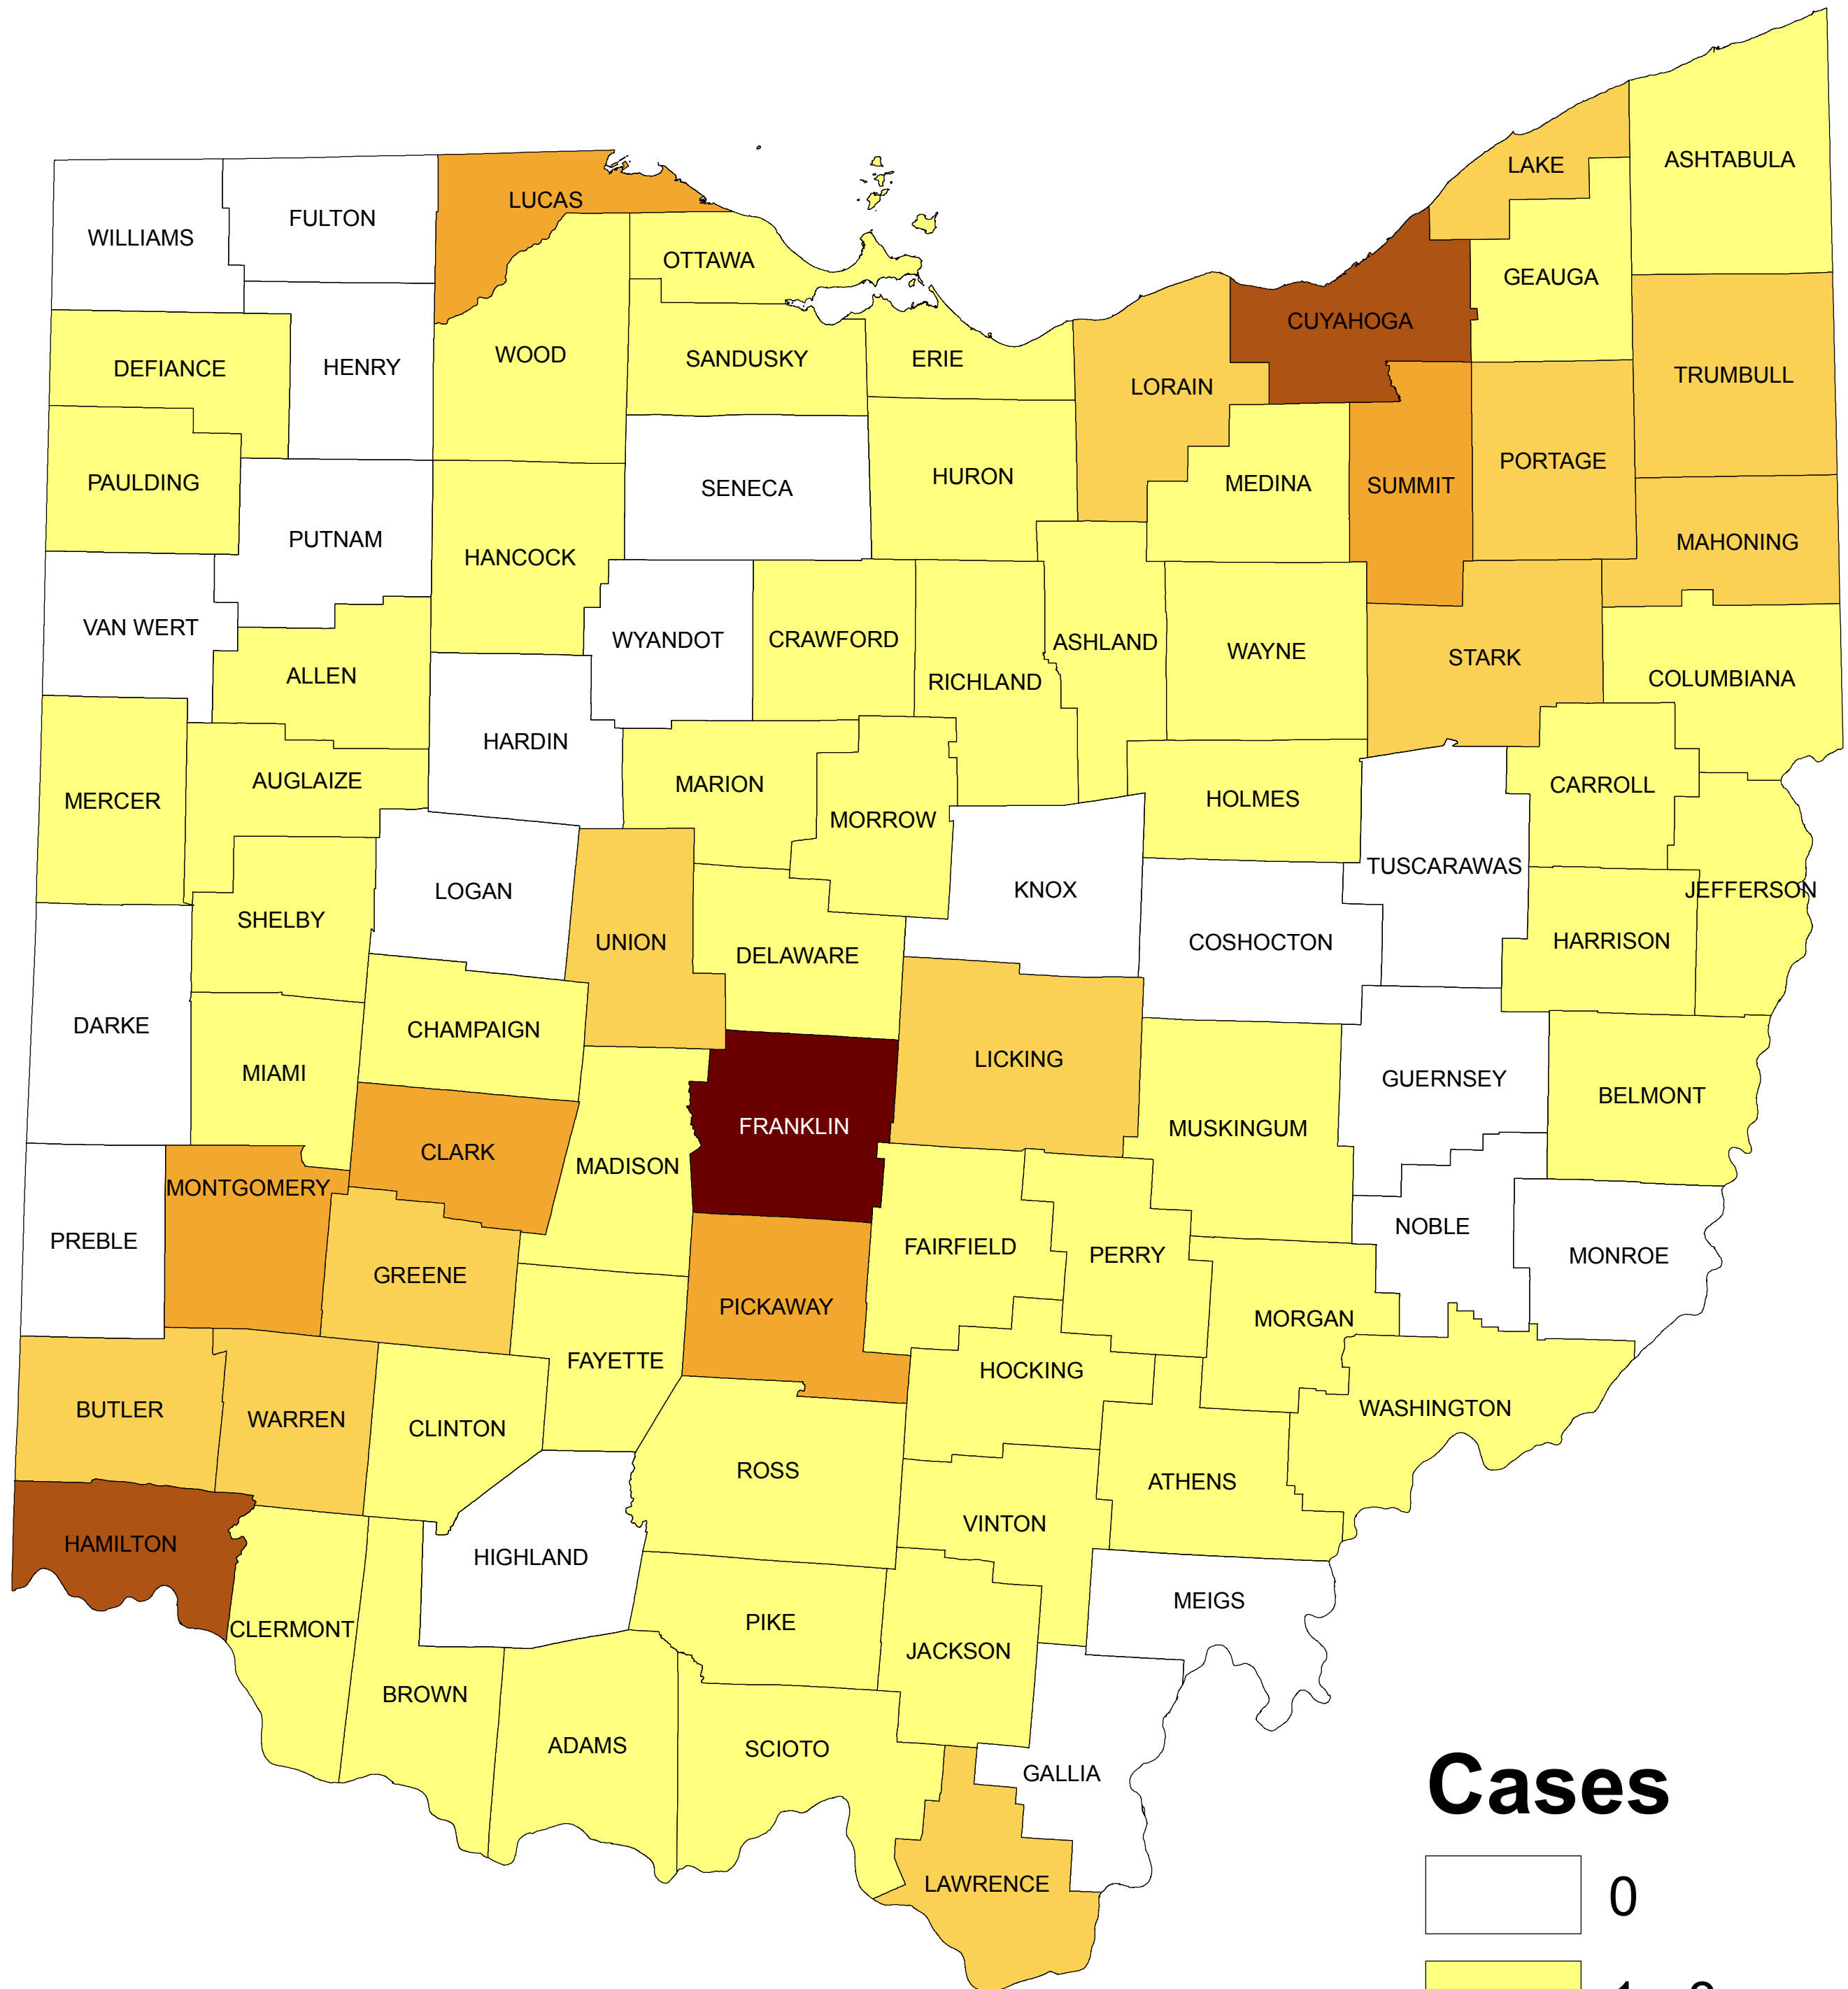 ASHTABULA
LAKE
LUCAS
FULTON
WILLIAMS
OTTAWA
GEAUGA
CUYAHOGA
WOOD
SANDUSKY
ERIE
DEFIANCE
HENRY
TRUMBULL
LORAIN
PORTAGE
HURON
PAULDING
MEDINA
SUMMIT
SENECA
PUTNAM
MAHONING
HANCOCK
VAN WERT
WYANDOT
CRAWFORD
ASHLAND
WAYNE
STARK
ALLEN
COLUMBIANA
RICHLAND
HARDIN
AUGLAIZE
MARION
CARROLL
MERCER
HOLMES
MORROW
TUSCARAWAS
LOGAN
KNOX
JEFFERSON
SHELBY
UNION
COSHOCTON
HARRISON
DELAWARE
DARKE
CHAMPAIGN
LICKING
MIAMI
GUERNSEY
BELMONT
FRANKLIN
MUSKINGUM
CLARK
MADISON
MONTGOMERY
NOBLE
PREBLE
FAIRFIELD
PERRY
MONROE
GREENE
PICKAWAY
MORGAN
FAYETTE
HOCKING
BUTLER
WARREN
CLINTON
WASHINGTON
ROSS
ATHENS
VINTON
HAMILTON
HIGHLAND
MEIGS
PIKE
CLERMONT
JACKSON
BROWN
ADAMS
SCIOTO
GALLIA
LAWRENCE
Cases
0